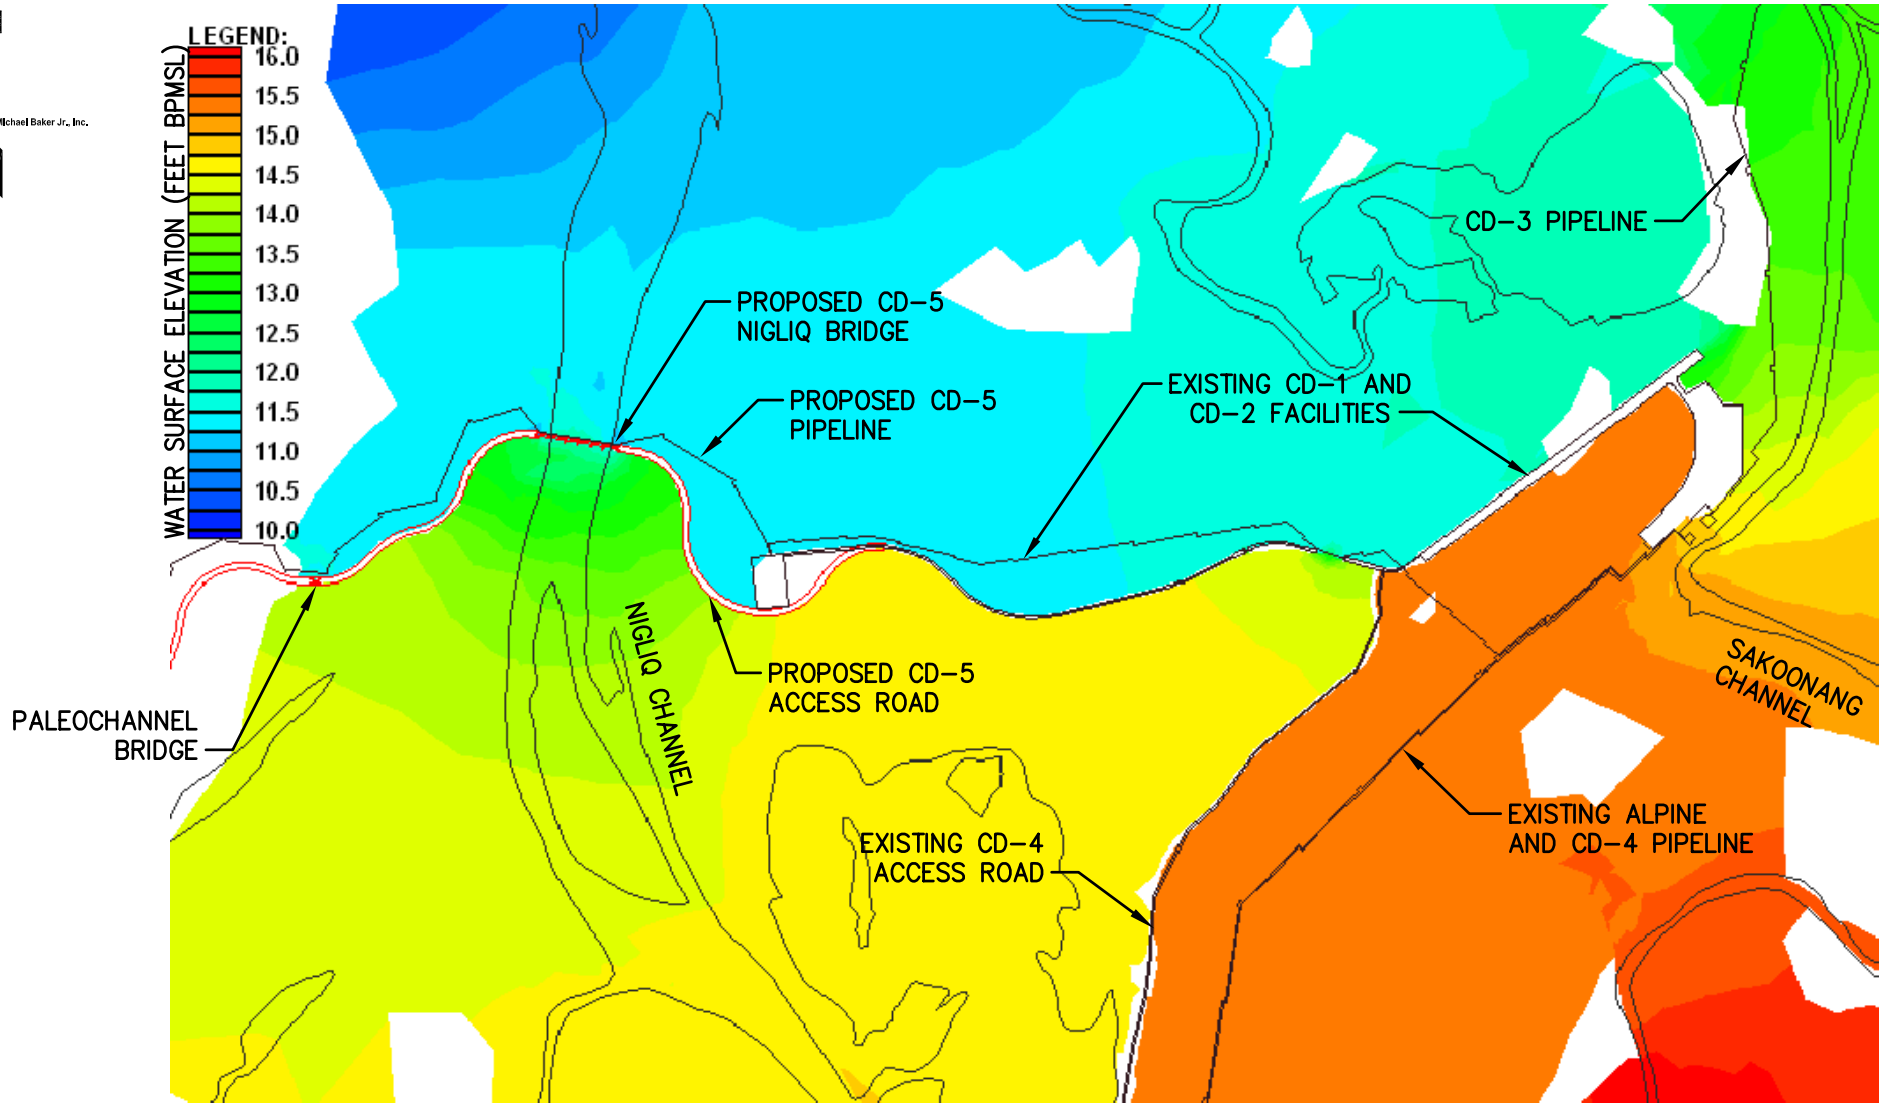 LEGEND:
WATER SURFACE ELEVATION (FEET BPMSL)
16.0
15.5
15.0
14.5
14.0
13.5
13.0
12.5
12.0
11.5
11.0
10.5
10.0
Michael Baker Jr., Inc.
CD-3 PIPELINE
PROPOSED CD-5
NIGLIQ BRIDGE
PROPOSED CD-5
PIPELINE
EXISTING CD-1 AND
CD-2 FACILITIES
NIGLIQ CHANNEL
PROPOSED CD-5
ACCESS ROAD
SAKOONANG
CHANNEL
PALEOCHANNEL
BRIDGE
EXISTING CD-4
ACCESS ROAD
EXISTING ALPINE
AND CD-4 PIPELINE